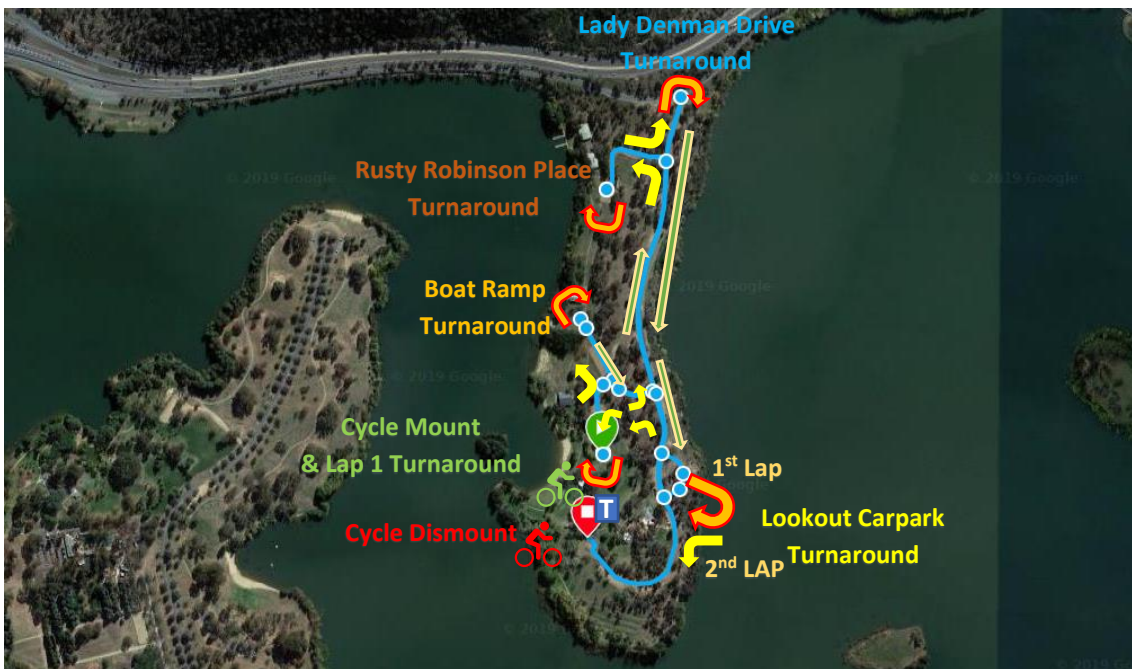 Lady Denman Drive
Turnaround
© 2019 Google
© 2019 Google
Rusty Robinson Place
Turnaround
2019 Google
Boat Ramp
Turnaround
© 2019 Google
Cycle Mount
& Lap 1 Turnaround
1st Lap
T
Lookout Carpark
Turnaround
Cycle Dismount
2nd LAP
© 2019 Google
© 2019 Goo